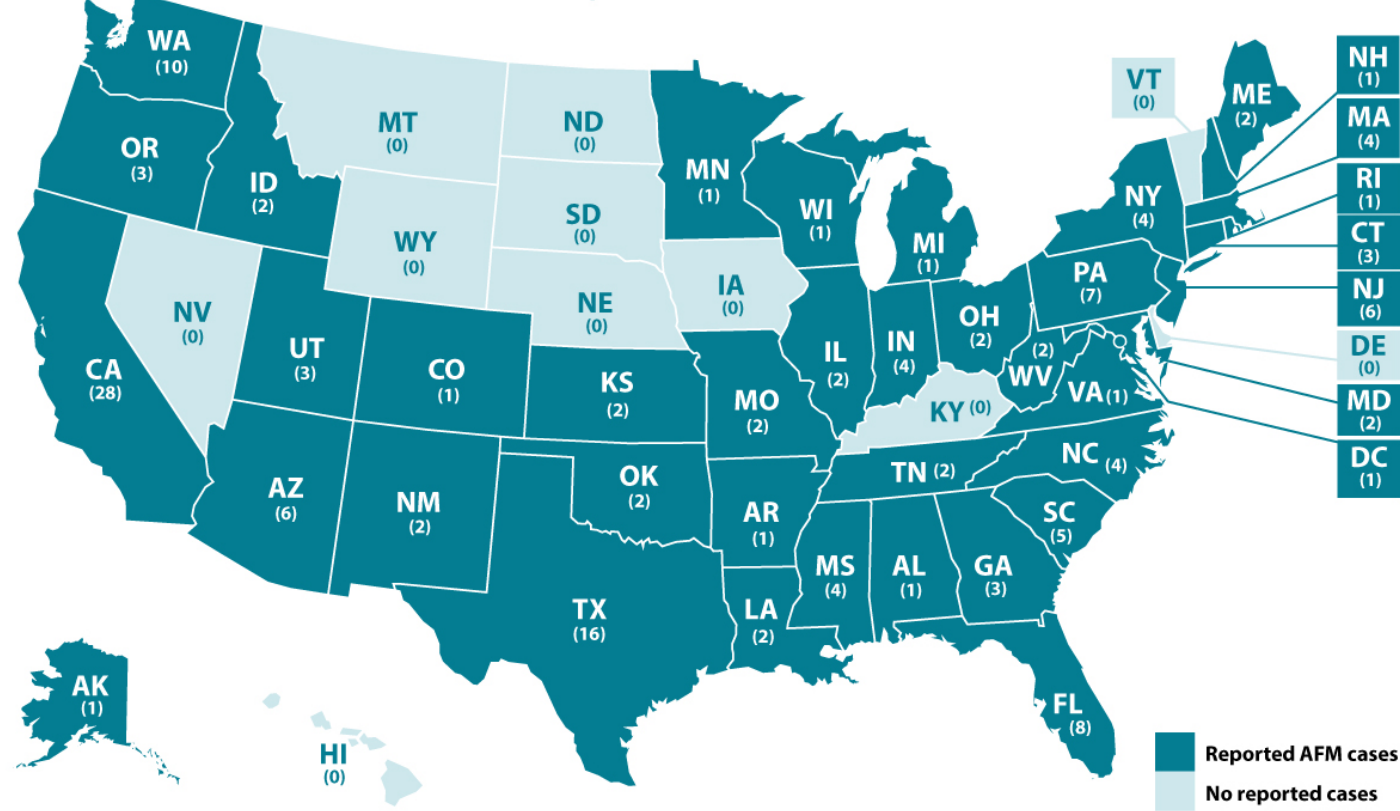 WA
(10)
OR
(3)
CA
(28)
ID
(2)
NV
(0)
MT
(0)
WY
(0)
UT
(3)
AZ
(6)
CO
(1)
NM
(2)
ND
(0)
SD
(0)
NE
(0)
KS
(2)
OK
(2)
TX
(16)
MN
(1)
IA
(0)
MO
(2)
AR
(1)
LA
(2)
WI
(1)
IL
(2)
MI
(1)
IN
(4)
OH
(2)
KY (0)
TN (2)
MS
(4)
AL
(1)
GA
(3)
FL
(8)
SC
(5)
NC (4)
VA (1)
(2)
WV
PA
(7)
NY
(4)
VT
(0)
ME
(2)
NH
(1)
MA
(4)
RI
(1)
CT
(3)
NJ
(6)
DE
(0)
MD
(2)
DC
(1)
AK
(1)
HI
(0)
Reported AFM cases
No reported cases